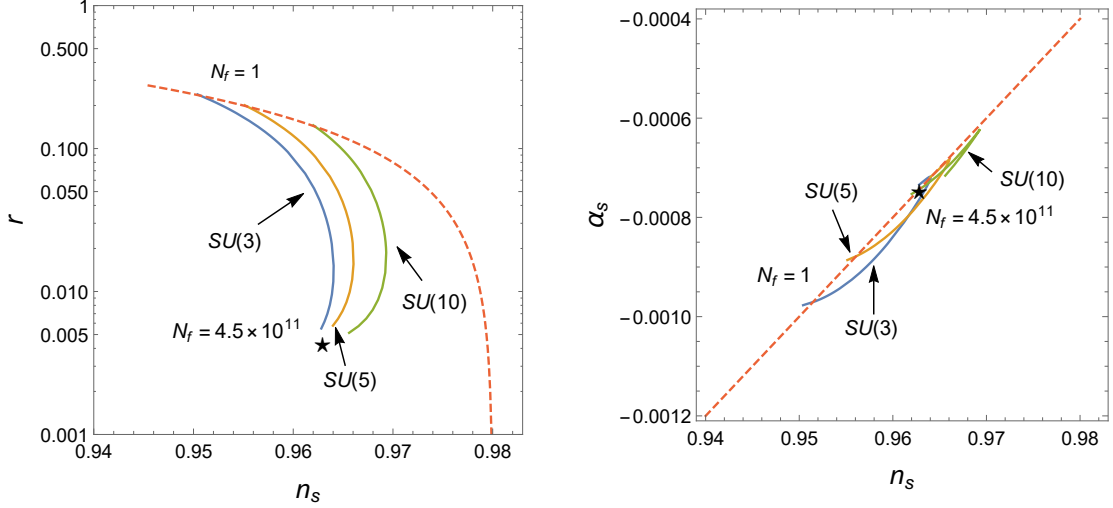 1
0.500
0.100
0.050
0.010
0.005
0.001
r
N_f = 1
SU(3)
SU(10)
N_f = 4.5 × 10^11
SU(5)
0.94 0.95 0.96 0.97 0.98
n_s
−0.0004
−0.0006
−0.0008
−0.0010
−0.0012
α_s
SU(10)
SU(5)
N_f = 4.5 × 10^11
N_f = 1
SU(3)
0.94 0.95 0.96 0.97 0.98
n_s